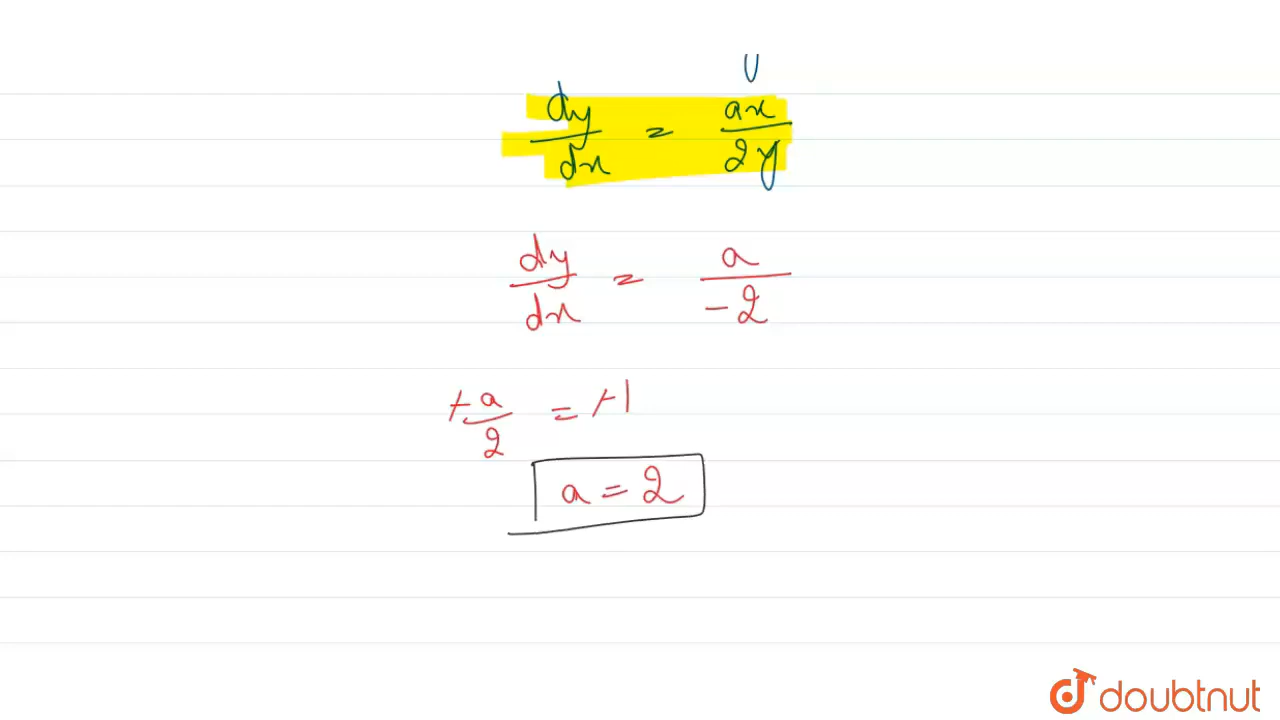 dy/dx = ax/2y
dy/dx = a/-2
+a/2 = +1
a = 2
doubtnut